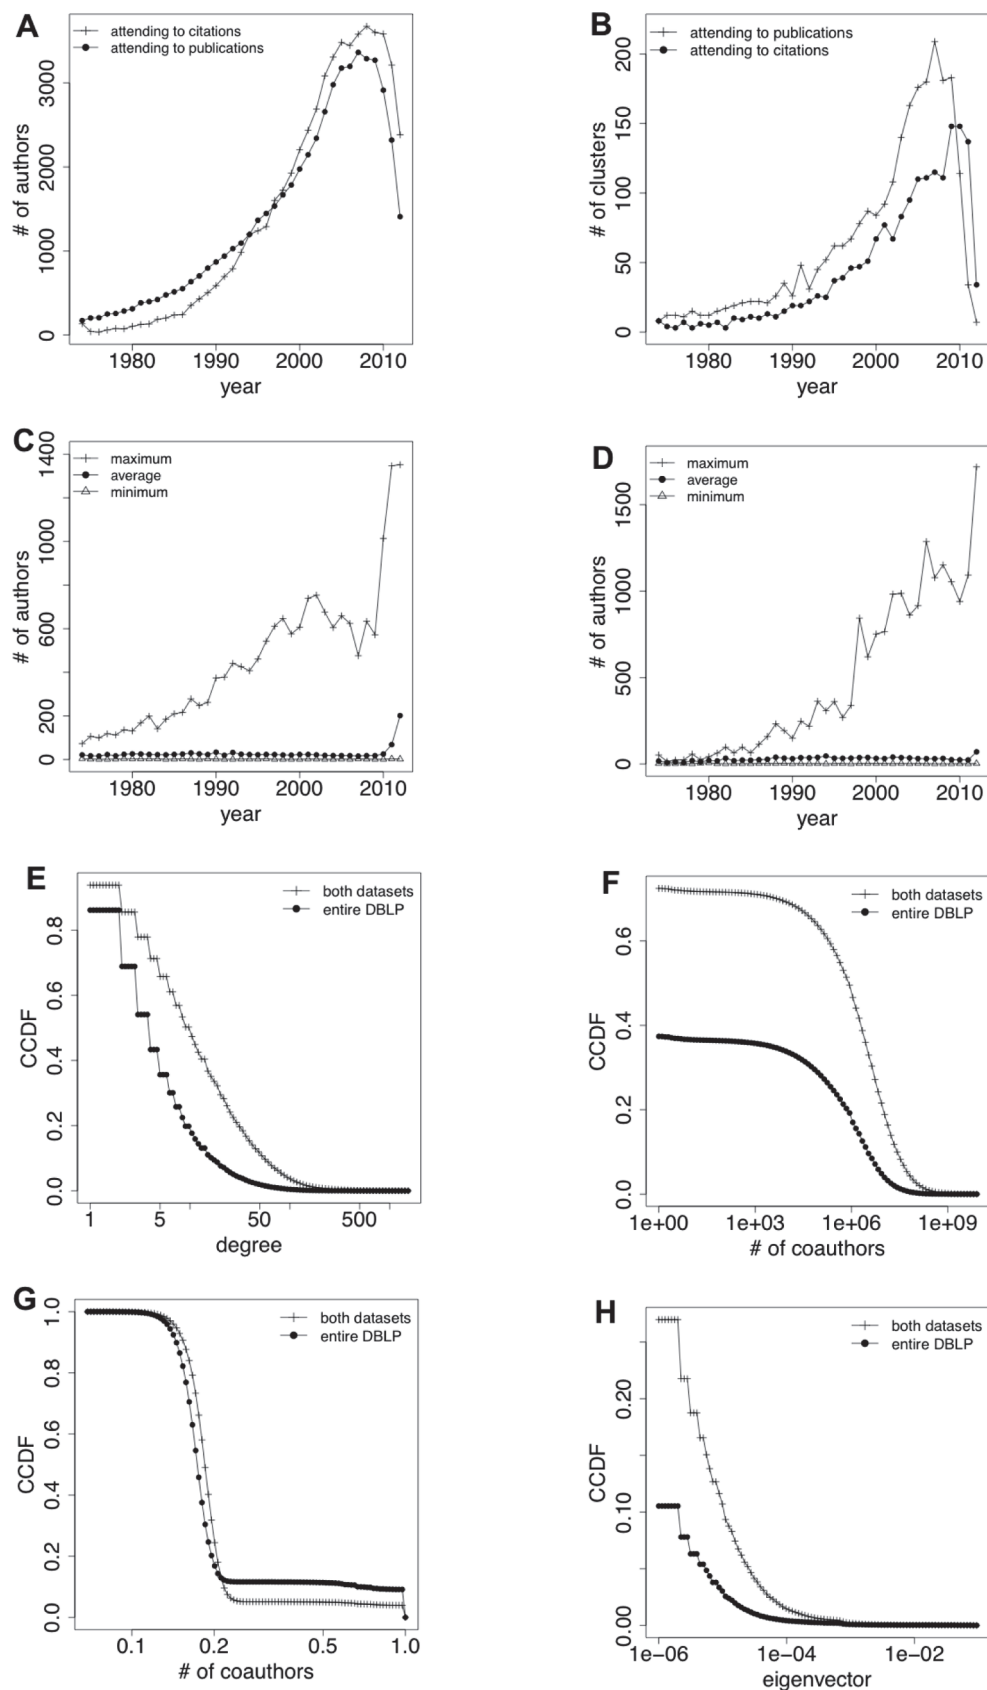 A
attending to citations
attending to publications
# of authors
0
1000
2000
3000
1980
1990
2000
2010
year
B
attending to publications
attending to citations
# of clusters
0
50
100
150
200
1980
1990
2000
2010
year
C
maximum
average
minimum
# of authors
0
200
600
1000
1400
1980
1990
2000
2010
year
D
maximum
average
minimum
# of authors
0
500
1000
1500
1980
1990
2000
2010
year
E
both datasets
entire DBLP
CCDF
0.0
0.2
0.4
0.6
0.8
1
5
50
500
degree
F
both datasets
entire DBLP
CCDF
0.0
0.2
0.4
0.6
1e+00
1e+03
1e+06
1e+09
# of coauthors
G
both datasets
entire DBLP
CCDF
0.0
0.2
0.4
0.6
0.8
1.0
0.1
0.2
0.5
1.0
# of coauthors
H
both datasets
entire DBLP
CCDF
0.00
0.10
0.20
1e-06
1e-04
1e-02
eigenvector